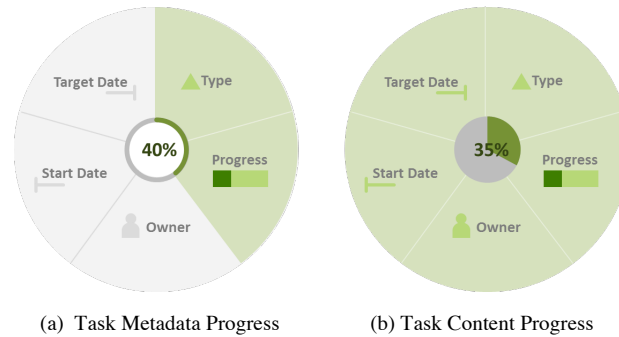 Target Date
Type
40%
Progress
Start Date
Owner
(a) Task Metadata Progress
Target Date
Type
35%
Progress
Start Date
Owner
(b) Task Content Progress